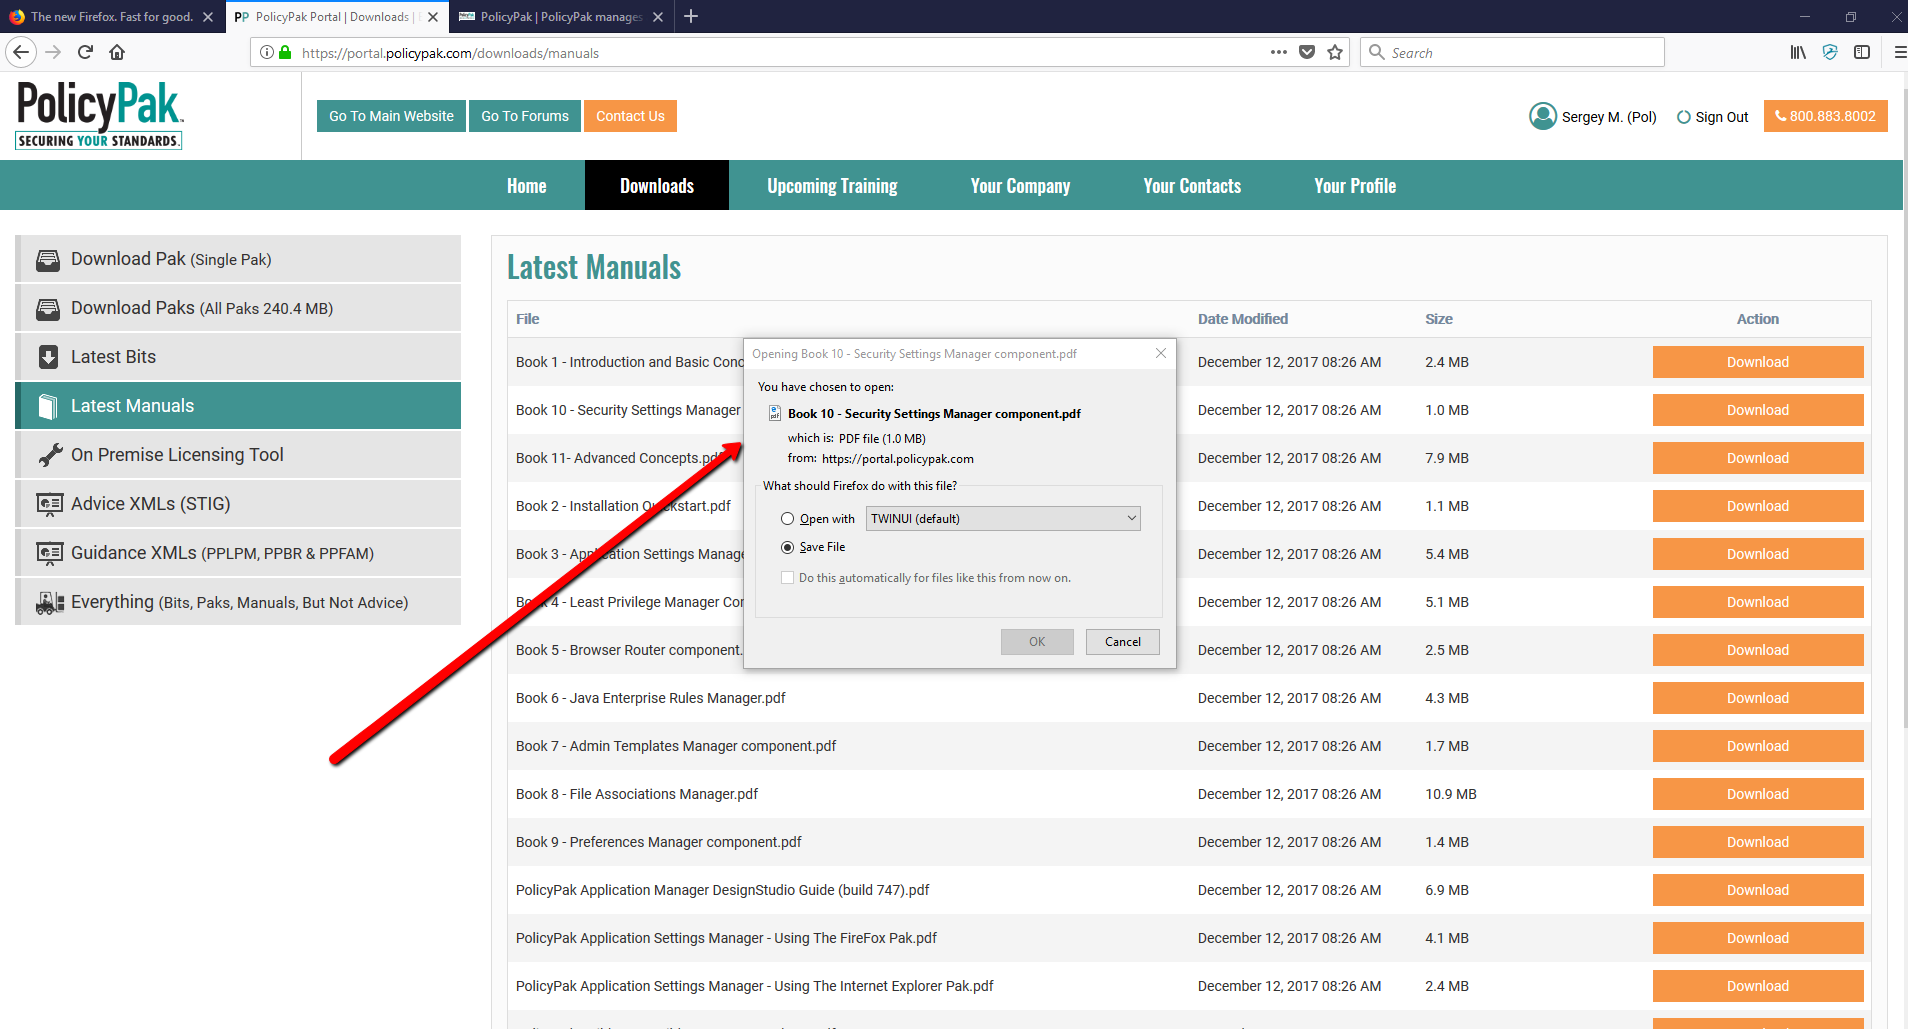 The new Firefox. Fast for good.
PolicyPak Portal | Downloads |
PolicyPak | PolicyPak manages
https://portal.policypak.com/downloads/manuals
Search
PolicyPak
SECURING YOUR STANDARDS.
Go To Main Website
Go To Forums
Contact Us
Sergey M. (Pol)
Sign Out
800.883.8002
Home
Downloads
Upcoming Training
Your Company
Your Contacts
Your Profile
Download Pak (Single Pak)
Download Paks (All Paks 240.4 MB)
Latest Bits
Latest Manuals
On Premise Licensing Tool
Advice XMLs (STIG)
Guidance XMLs (PPLPM, PPBR & PPFAM)
Everything (Bits, Paks, Manuals, But Not Advice)
Latest Manuals
File Date Modified Size Action
Book 1 - Introduction and Basic Conc December 12, 2017 08:26 AM 2.4 MB Download
Book 10 - Security Settings Manager December 12, 2017 08:26 AM 1.0 MB Download
Book 11- Advanced Concepts.pdf December 12, 2017 08:26 AM 7.9 MB Download
Book 2 - Installation Quickstart.pdf December 12, 2017 08:26 AM 1.1 MB Download
Book 3 - Application Settings Manage December 12, 2017 08:26 AM 5.4 MB Download
Book 4 - Least Privilege Manager Cor December 12, 2017 08:26 AM 5.1 MB Download
Book 5 - Browser Router component. December 12, 2017 08:26 AM 2.5 MB Download
Book 6 - Java Enterprise Rules Manager.pdf December 12, 2017 08:26 AM 4.3 MB Download
Book 7 - Admin Templates Manager component.pdf December 12, 2017 08:26 AM 1.7 MB Download
Book 8 - File Associations Manager.pdf December 12, 2017 08:26 AM 10.9 MB Download
Book 9 - Preferences Manager component.pdf December 12, 2017 08:26 AM 1.4 MB Download
PolicyPak Application Manager DesignStudio Guide (build 747).pdf December 12, 2017 08:26 AM 6.9 MB Download
PolicyPak Application Settings Manager - Using The FireFox Pak.pdf December 12, 2017 08:26 AM 4.1 MB Download
PolicyPak Application Settings Manager - Using The Internet Explorer Pak.pdf December 12, 2017 08:26 AM 2.4 MB Download
Opening Book 10 - Security Settings Manager component.pdf
You have chosen to open:
Book 10 - Security Settings Manager component.pdf
which is: PDF file (1.0 MB)
from: https://portal.policypak.com
What should Firefox do with this file?
Open with TWINUI (default)
Save File
Do this automatically for files like this from now on.
OK Cancel